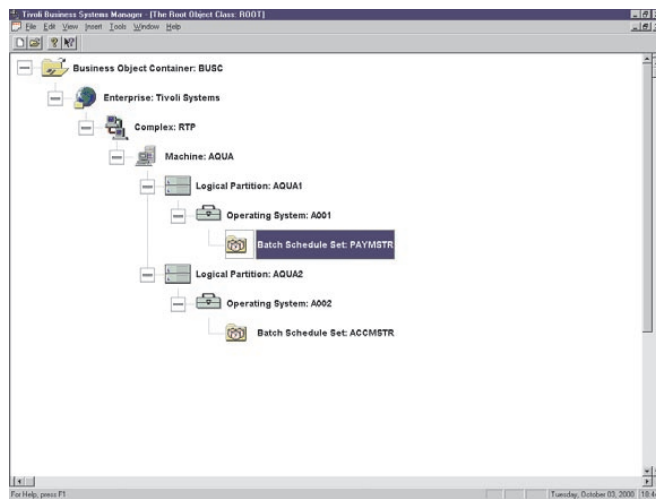 Tivoli Business Systems Manager - [The Root Object Class: ROOT]
File Edit View Insert Tools Window Help
Business Object Container: BUSC
Enterprise: Tivoli Systems
Complex: RTP
Machine: AQUA
Logical Partition: AQUA1
Operating System: A001
Batch Schedule Set: PAYMSTR
Logical Partition: AQUA2
Operating System: A002
Batch Schedule Set: ACCMSTR
For Help, press F1
Tuesday, October 03, 2000